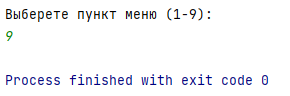 Выберете пункт меню (1-9):
9
Process finished with exit code 0